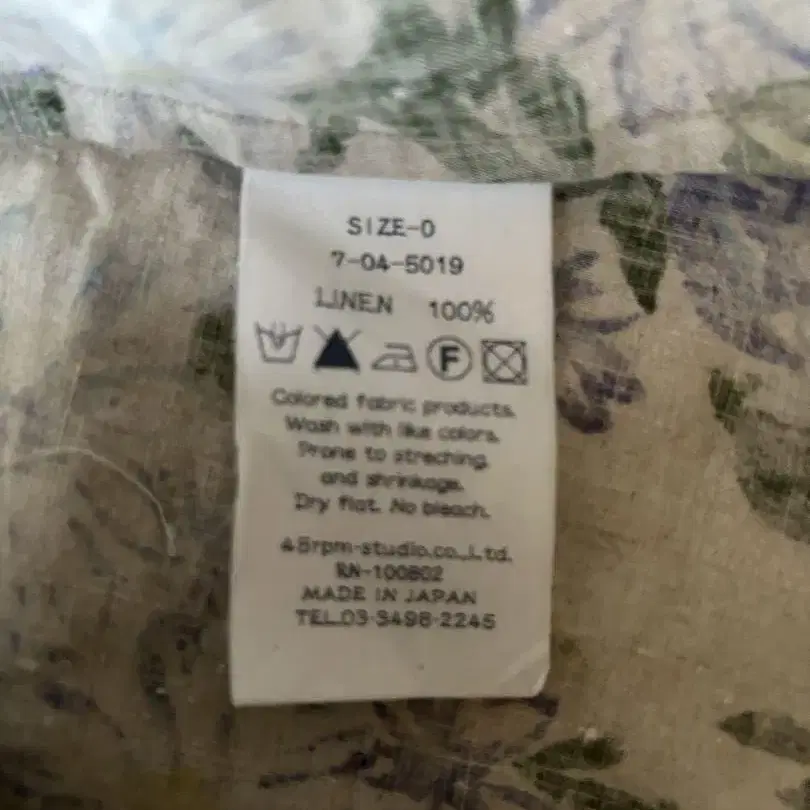 SIZE-0
7-04-5019
LINEN 100%
F
Colored fabric products.
Wash with like colors.
Prone to streching,
and shrinkage.
Dry flat. No bleach.
45rpm-studio.co.,Ltd.
RN-100802
MADE IN JAPAN
TEL.03-3498-2245